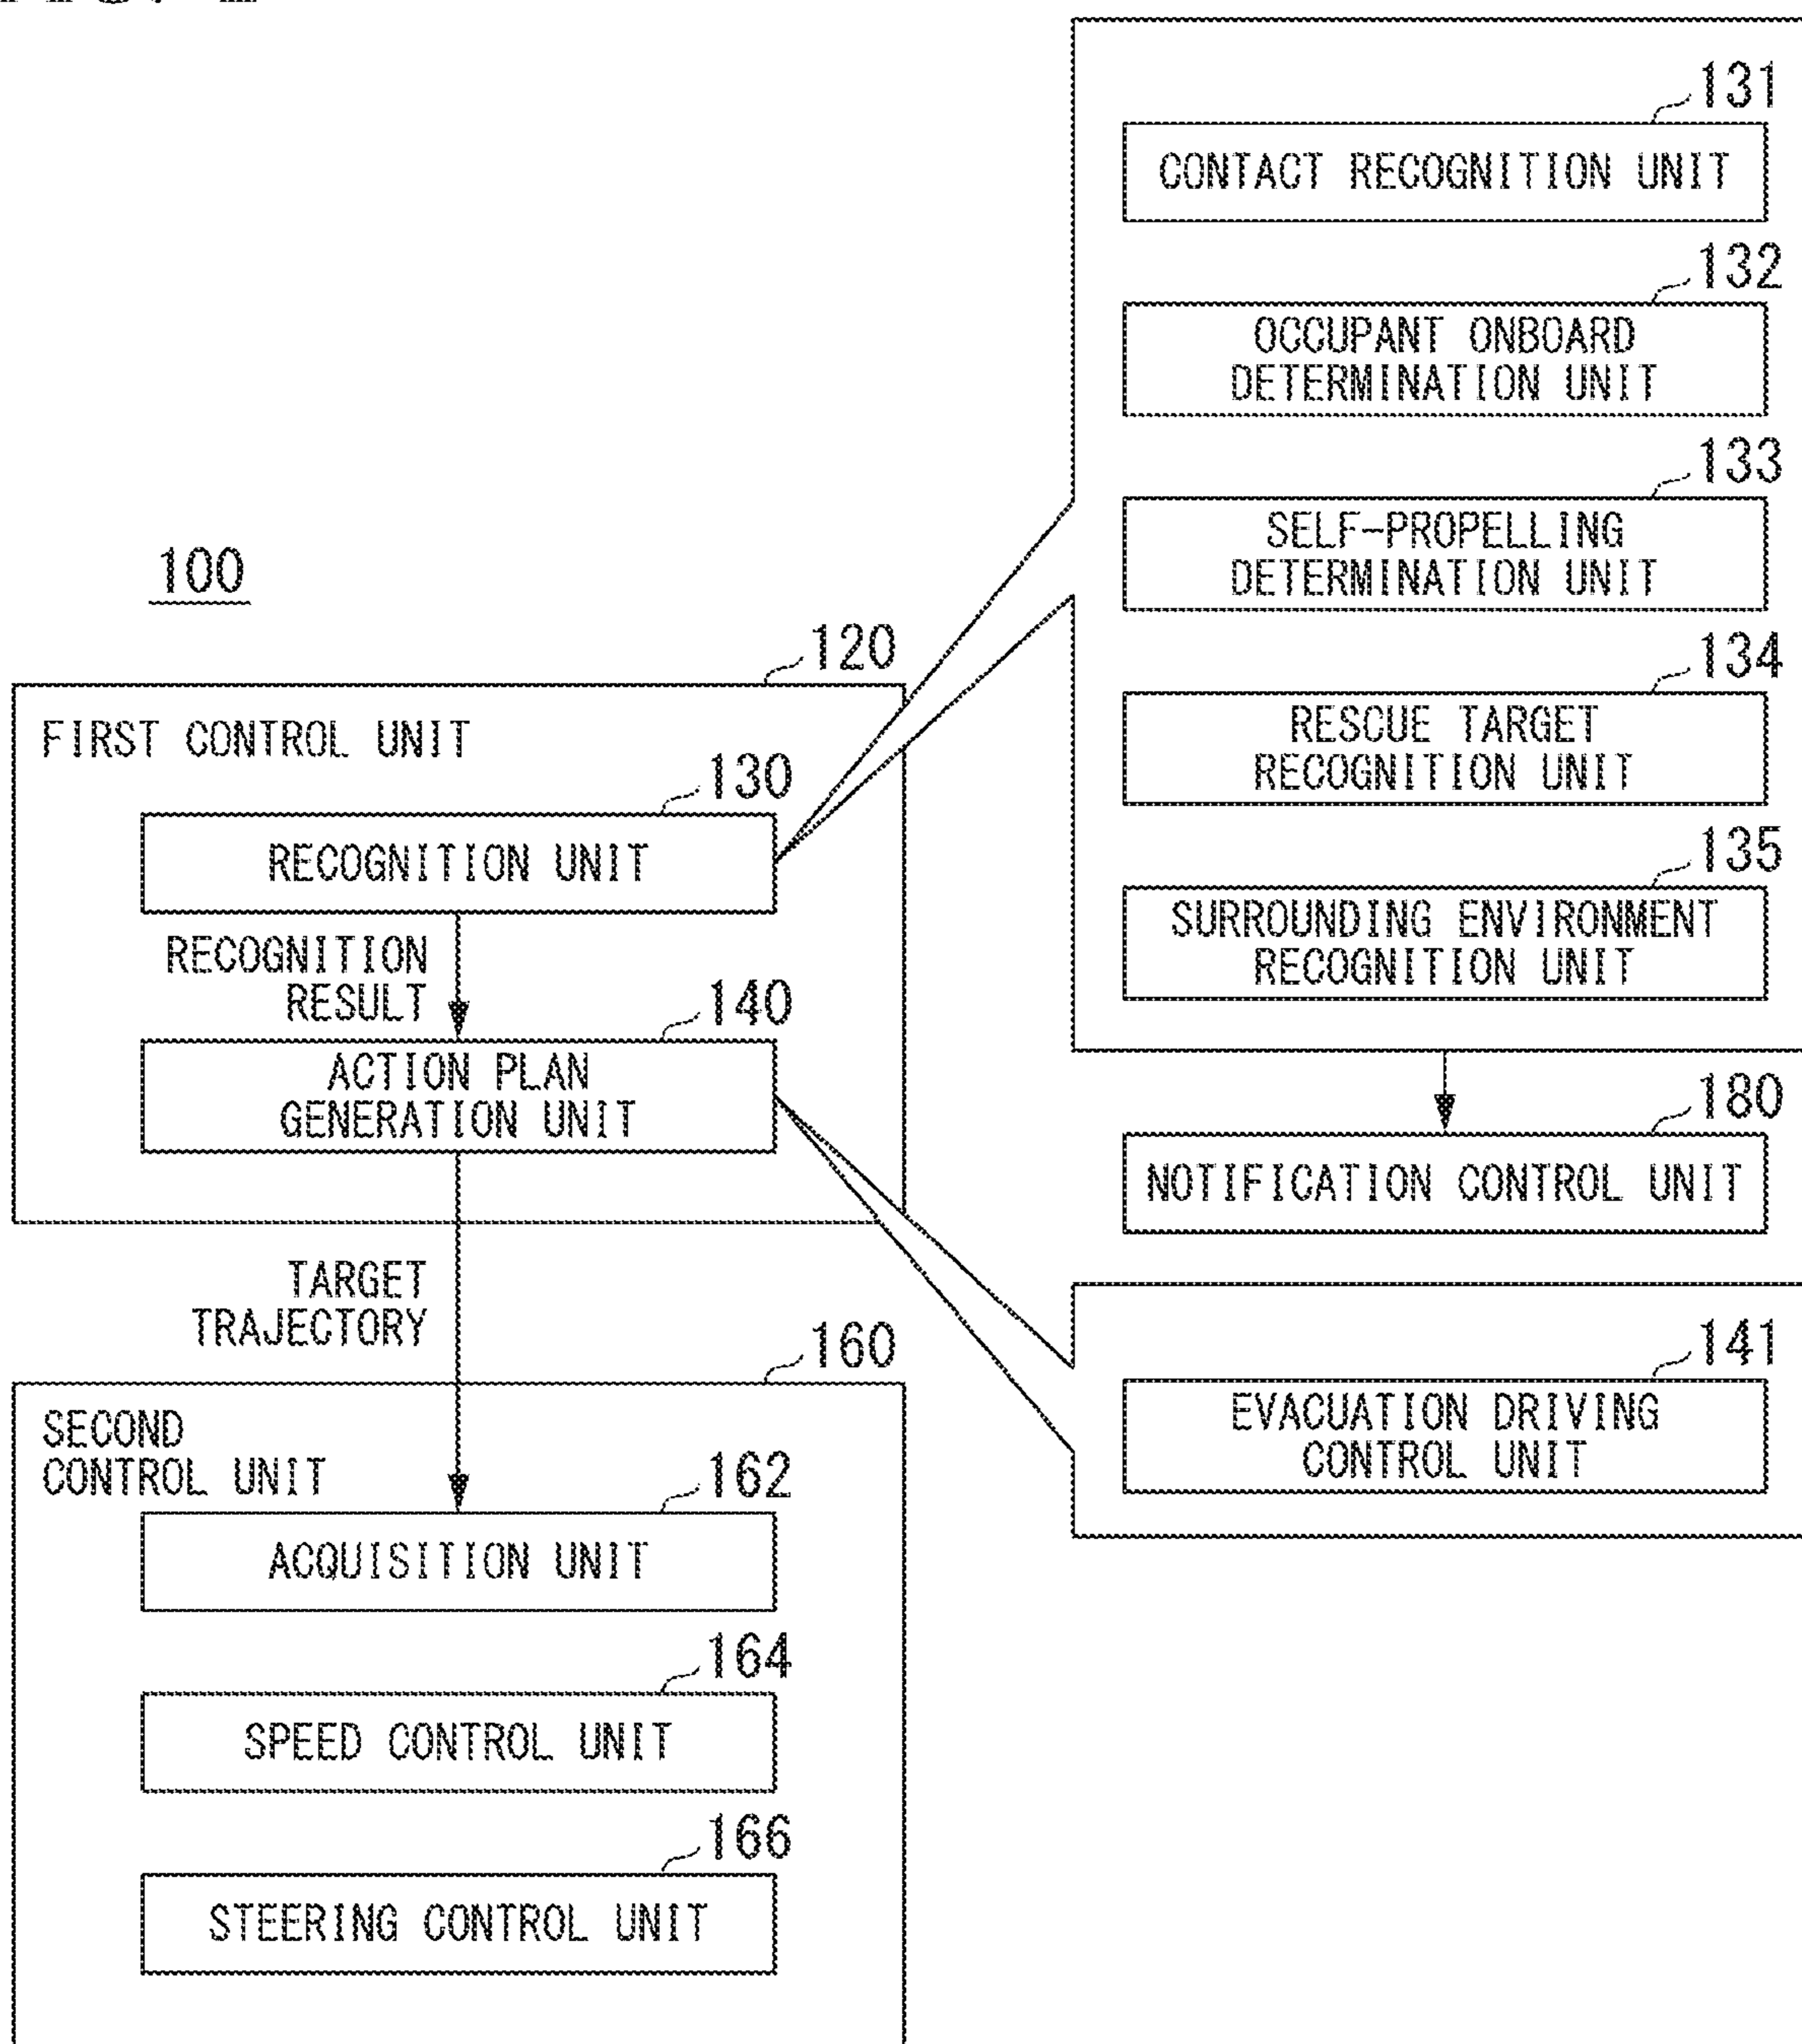 100
120
FIRST CONTROL UNIT
130
RECOGNITION UNIT
RECOGNITION
RESULT
140
ACTION PLAN
GENERATION UNIT
TARGET
TRAJECTORY
160
SECOND
CONTROL UNIT
162
ACQUISITION UNIT
164
SPEED CONTROL UNIT
166
STEERING CONTROL UNIT
131
CONTACT RECOGNITION UNIT
132
OCCUPANT ONBOARD
DETERMINATION UNIT
133
SELF-PROPELLING
DETERMINATION UNIT
134
RESCUE TARGET
RECOGNITION UNIT
135
SURROUNDING ENVIRONMENT
RECOGNITION UNIT
180
NOTIFICATION CONTROL UNIT
141
EVACUATION DRIVING
CONTROL UNIT